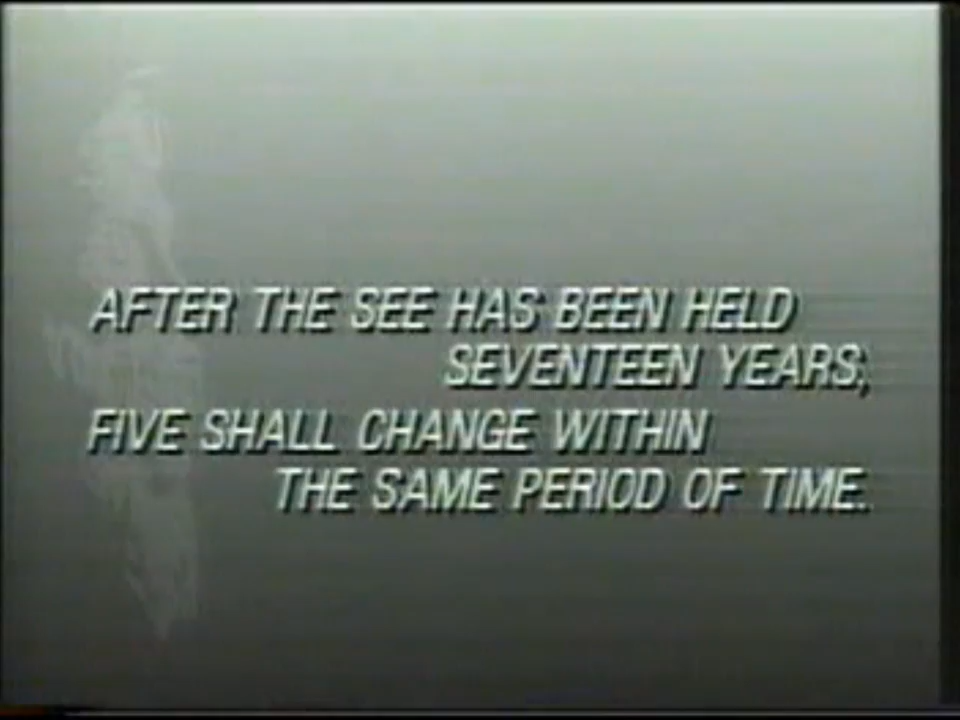 AFTER THE SEE HAS BEEN HELD
SEVENTEEN YEARS,
FIVE SHALL CHANGE WITHIN
THE SAME PERIOD OF TIME.